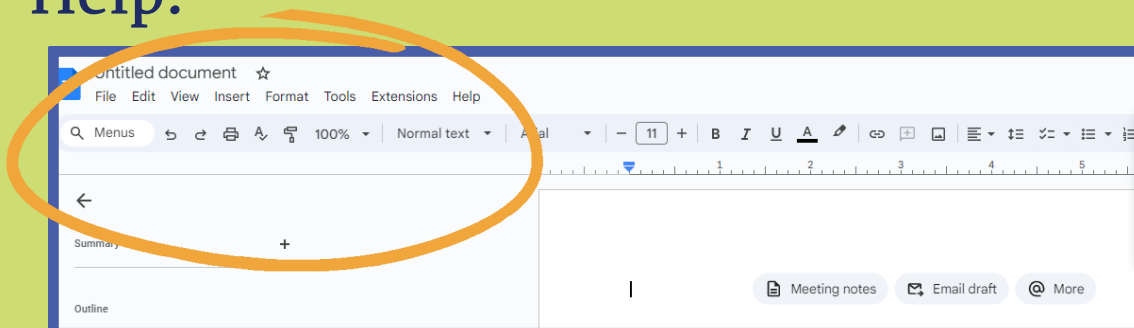 Help.
Untitled document
File Edit View Insert Format Tools Extensions Help
Menus 100% Normal text 11 B I U A
1 2 3 4 5
Summary +
Meeting notes Email draft @ More
Outline